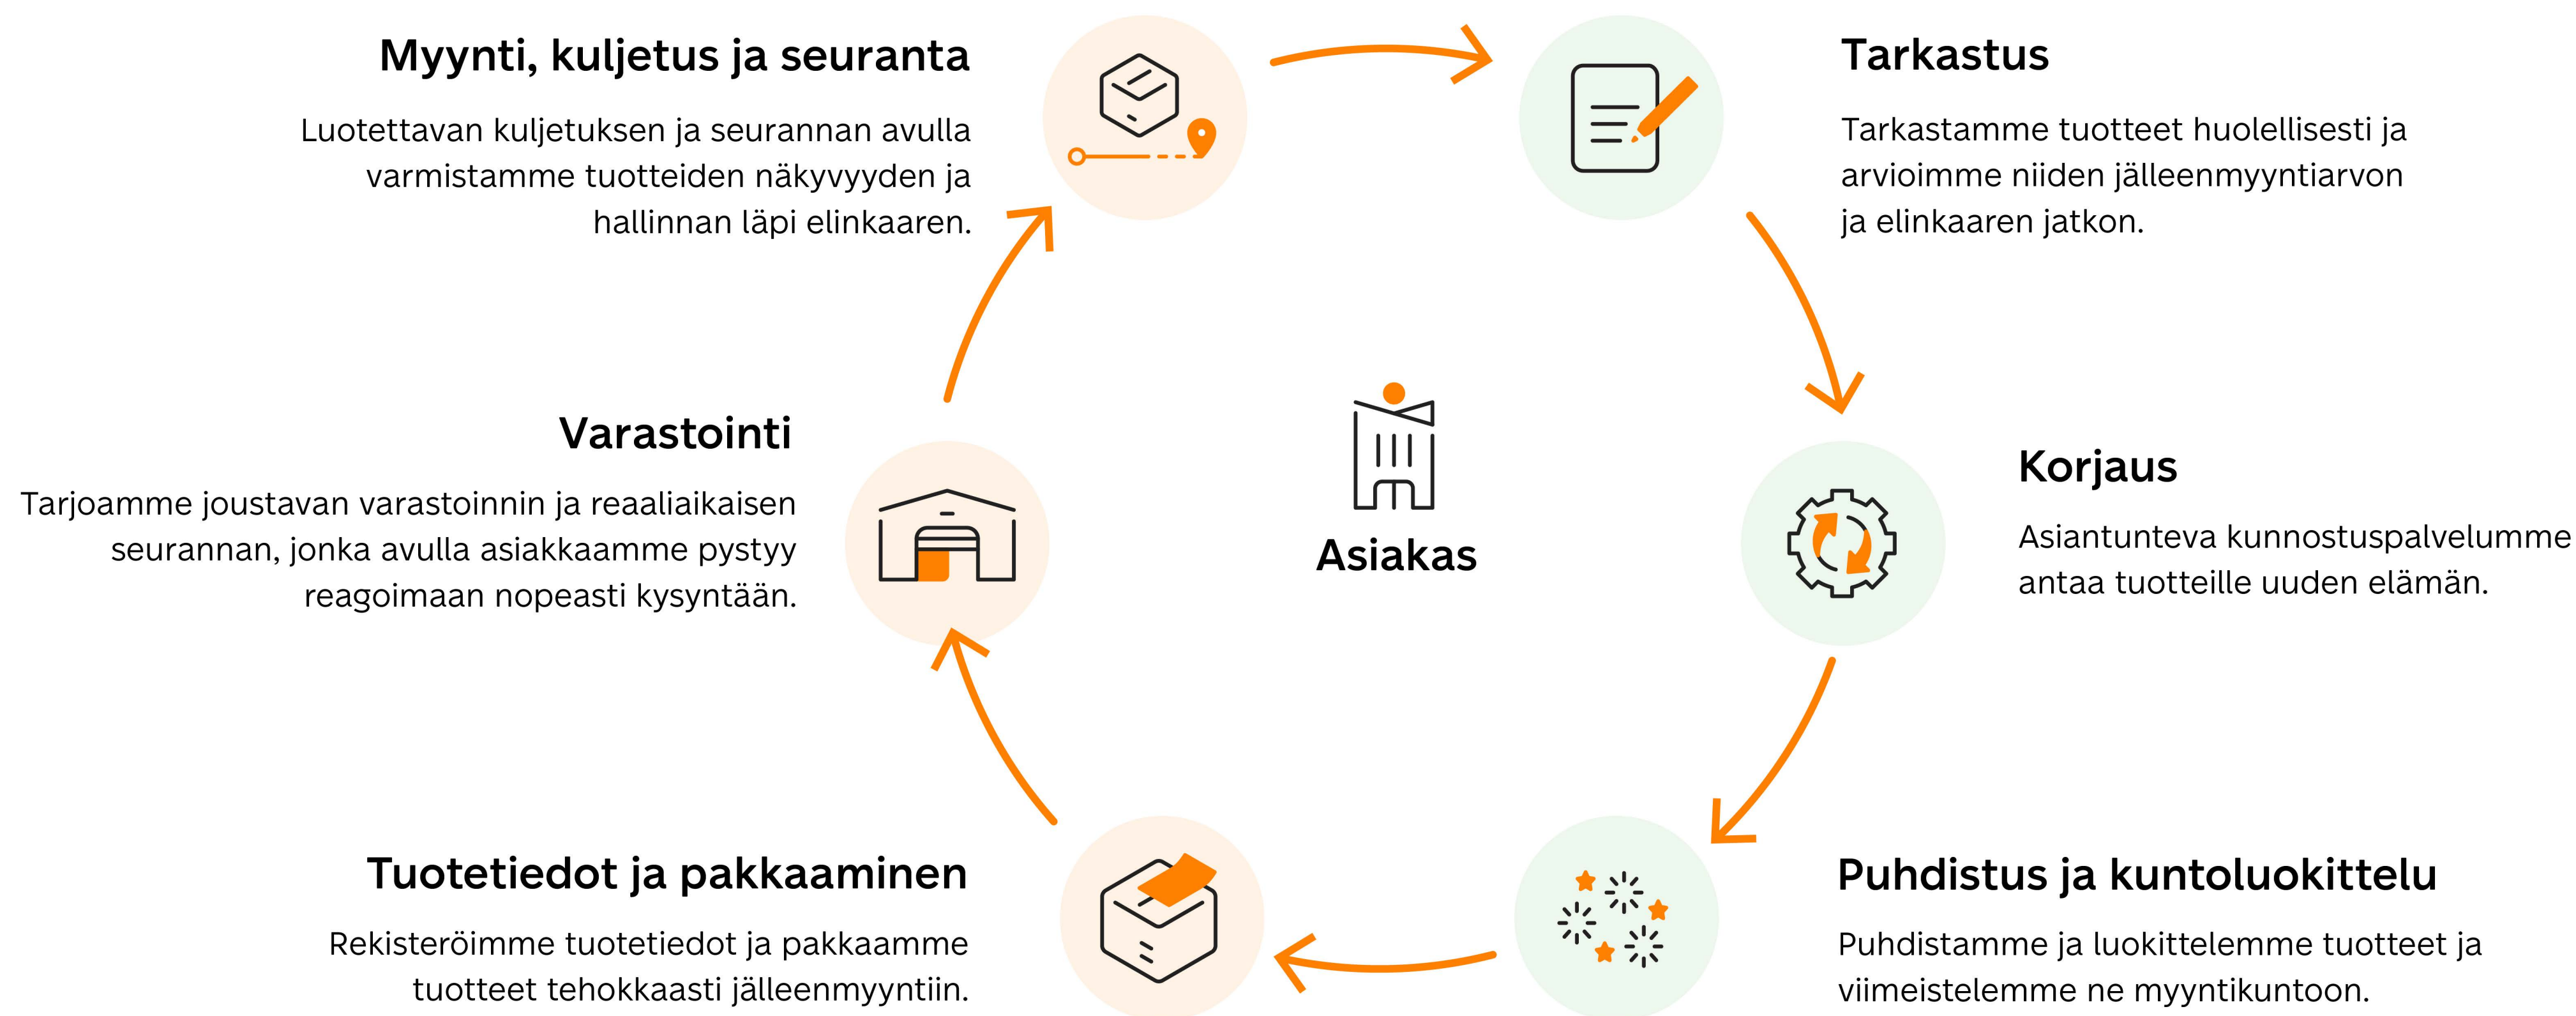 Myynti, kuljetus ja seuranta
Luotettavan kuljetuksen ja seurannan avulla
varmistamme tuotteiden näkyvyyden ja
hallinnan läpi elinkaaren.
Tarkastus
Tarkastamme tuotteet huolellisesti ja
arvioimme niiden jälleenmyyntiarvon
ja elinkaaren jatkon.
Varastointi
Tarjoamme joustavan varastoinnin ja reaaliaikaisen
seurannan, jonka avulla asiakkaamme pystyy
reagoimaan nopeasti kysyntään.
Asiakas
Korjaus
Asiantunteva kunnostuspalvelumme
antaa tuotteille uuden elämän.
Tuotetiedot ja pakkaaminen
Rekisteröimme tuotetiedot ja pakkaamme
tuotteet tehokkaasti jälleenmyyntiin.
Puhdistus ja kuntoluokittelu
Puhdistamme ja luokittelemme tuotteet ja
viimeistelemme ne myyntikuntoon.